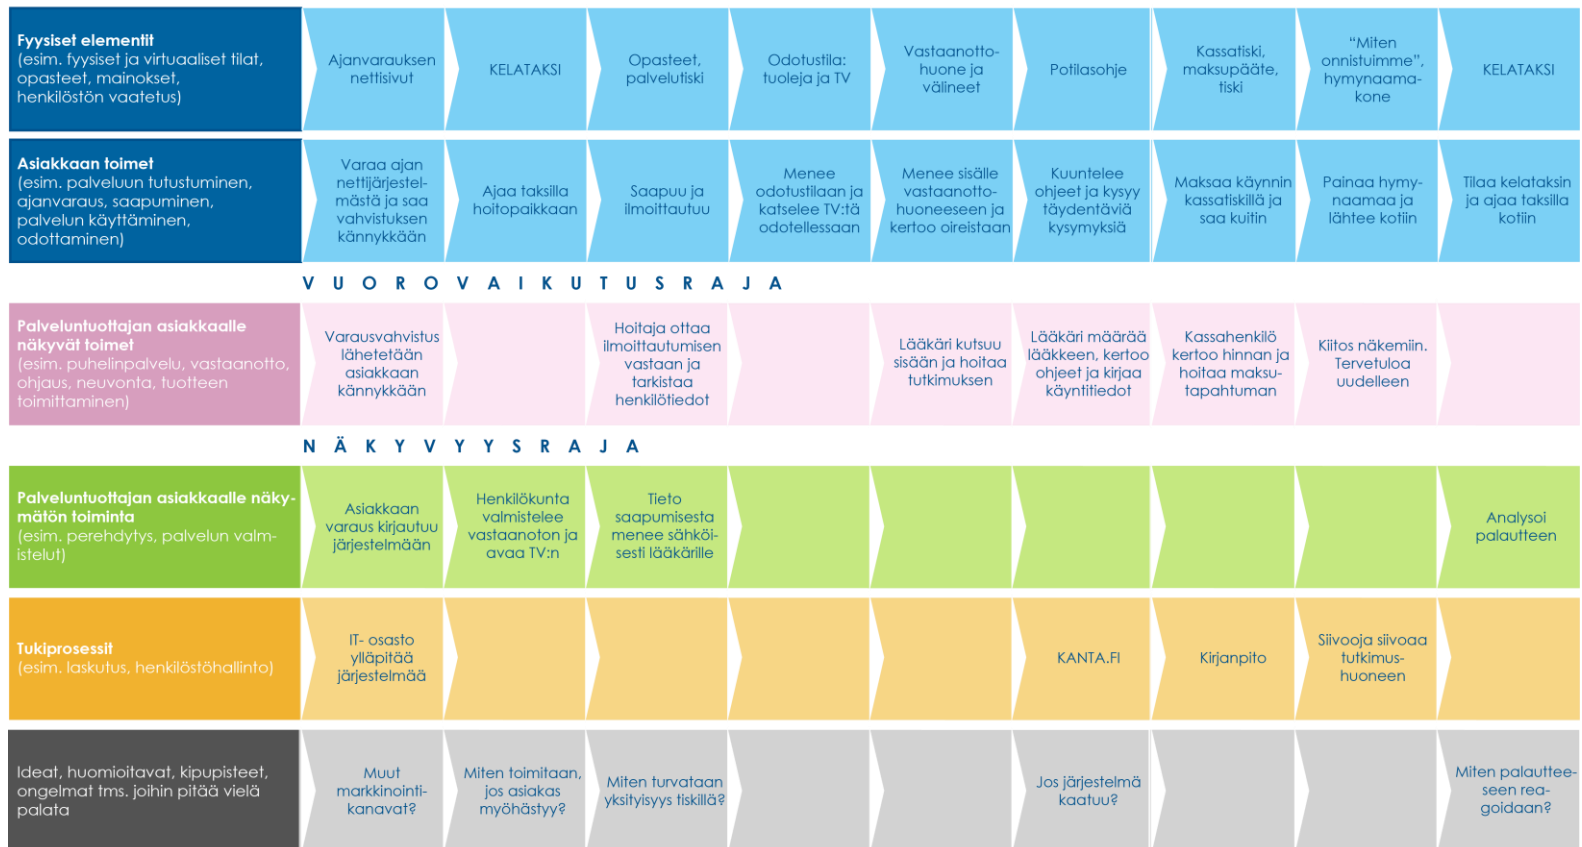 Fyysiset elementit
(esim. fyysiset ja virtuaaliset tilat,
opasteet, mainokset,
henkilöstön vaatetus)
Ajanvarauksen
nettisivut
KELATAKSI
Opasteet,
palvelutiski
Odotustila:
tuoleja ja TV
Vastaanotto-
huone ja
välineet
Potilasohje
Kassatiski,
maksupääte,
tiski
“Miten
onnistuimme”,
hymynaama-
kone
KELATAKSI
Asiakkaan toimet
(esim. palveluun tutustuminen,
ajanvaraus, saapuminen,
palvelun käyttäminen,
odottaminen)
Varaa ajan
nettijärjestel-
mästä ja saa
vahvistuksen
kännykkään
Ajaa taksilla
hoitopaikkaan
Saapuu ja
ilmoittautuu
Menee
odotustilaan ja
katselee TV:tä
odotellessaan
Menee sisälle
vastaanotto-
huoneeseen ja
kertoo oireistaan
Kuuntelee
ohjeet ja kysyy
täydentäviä
kysymyksiä
Maksaa käynnin
kassatiskillä ja
saa kuitin
Painaa hymy-
naamaa ja
lähtee kotiin
Tilaa kelataksin
ja ajaa taksilla
kotiin
VUOROVAIKUTUSRAJA
Palveluntuottajan asiakkaalle
näkyvät toimet
(esim. puhelinpalvelu, vastaanotto,
ohjaus, neuvonta, tuotteen
toimittaminen)
Varausvahvistus
lähetetään
asiakkaan
kännykkään
Hoitaja ottaa
ilmoittautumisen
vastaan ja
tarkistaa
henkilötiedot
Lääkäri kutsuu
sisään ja hoitaa
tutkimuksen
Lääkäri määrää
lääkkeen, kertoo
ohjeet ja kirjaa
käyntitiedot
Kassahenkilö
kertoo hinnan ja
hoitaa maksu-
tapahtuman
Kiitos näkemiin.
Tervetuloa
uudelleen
NÄKYVYYSRAJA
Palveluntuottajan asiakkaalle näky-
mätön toiminta
(esim. perehdytys, palvelun valm-
istelut)
Asiakkaan
varaus kirjautuu
järjestelmään
Henkilökunta
valmistelee
vastaanoton ja
avaa TV:n
Tieto
saapumisesta
menee sähköi-
sesti lääkärille
Analysoi
palautteen
Tukiprosessit
(esim. laskutus, henkilöstöhallinto)
IT- osasto
ylläpitää
järjestelmää
KANTA.FI
Kirjanpito
Siivooja siivoaa
tutkimus-
huoneen
Ideat, huomioitavat, kipupisteet,
ongelmat tms. joihin pitää vielä
palata
Muut
markkinointi-
kanavat?
Miten toimitaan,
jos asiakas
myöhästyy?
Miten turvataan
yksityisyys tiskillä?
Jos järjestelmä
kaatuu?
Miten palauttee-
seen rea-
goidaan?